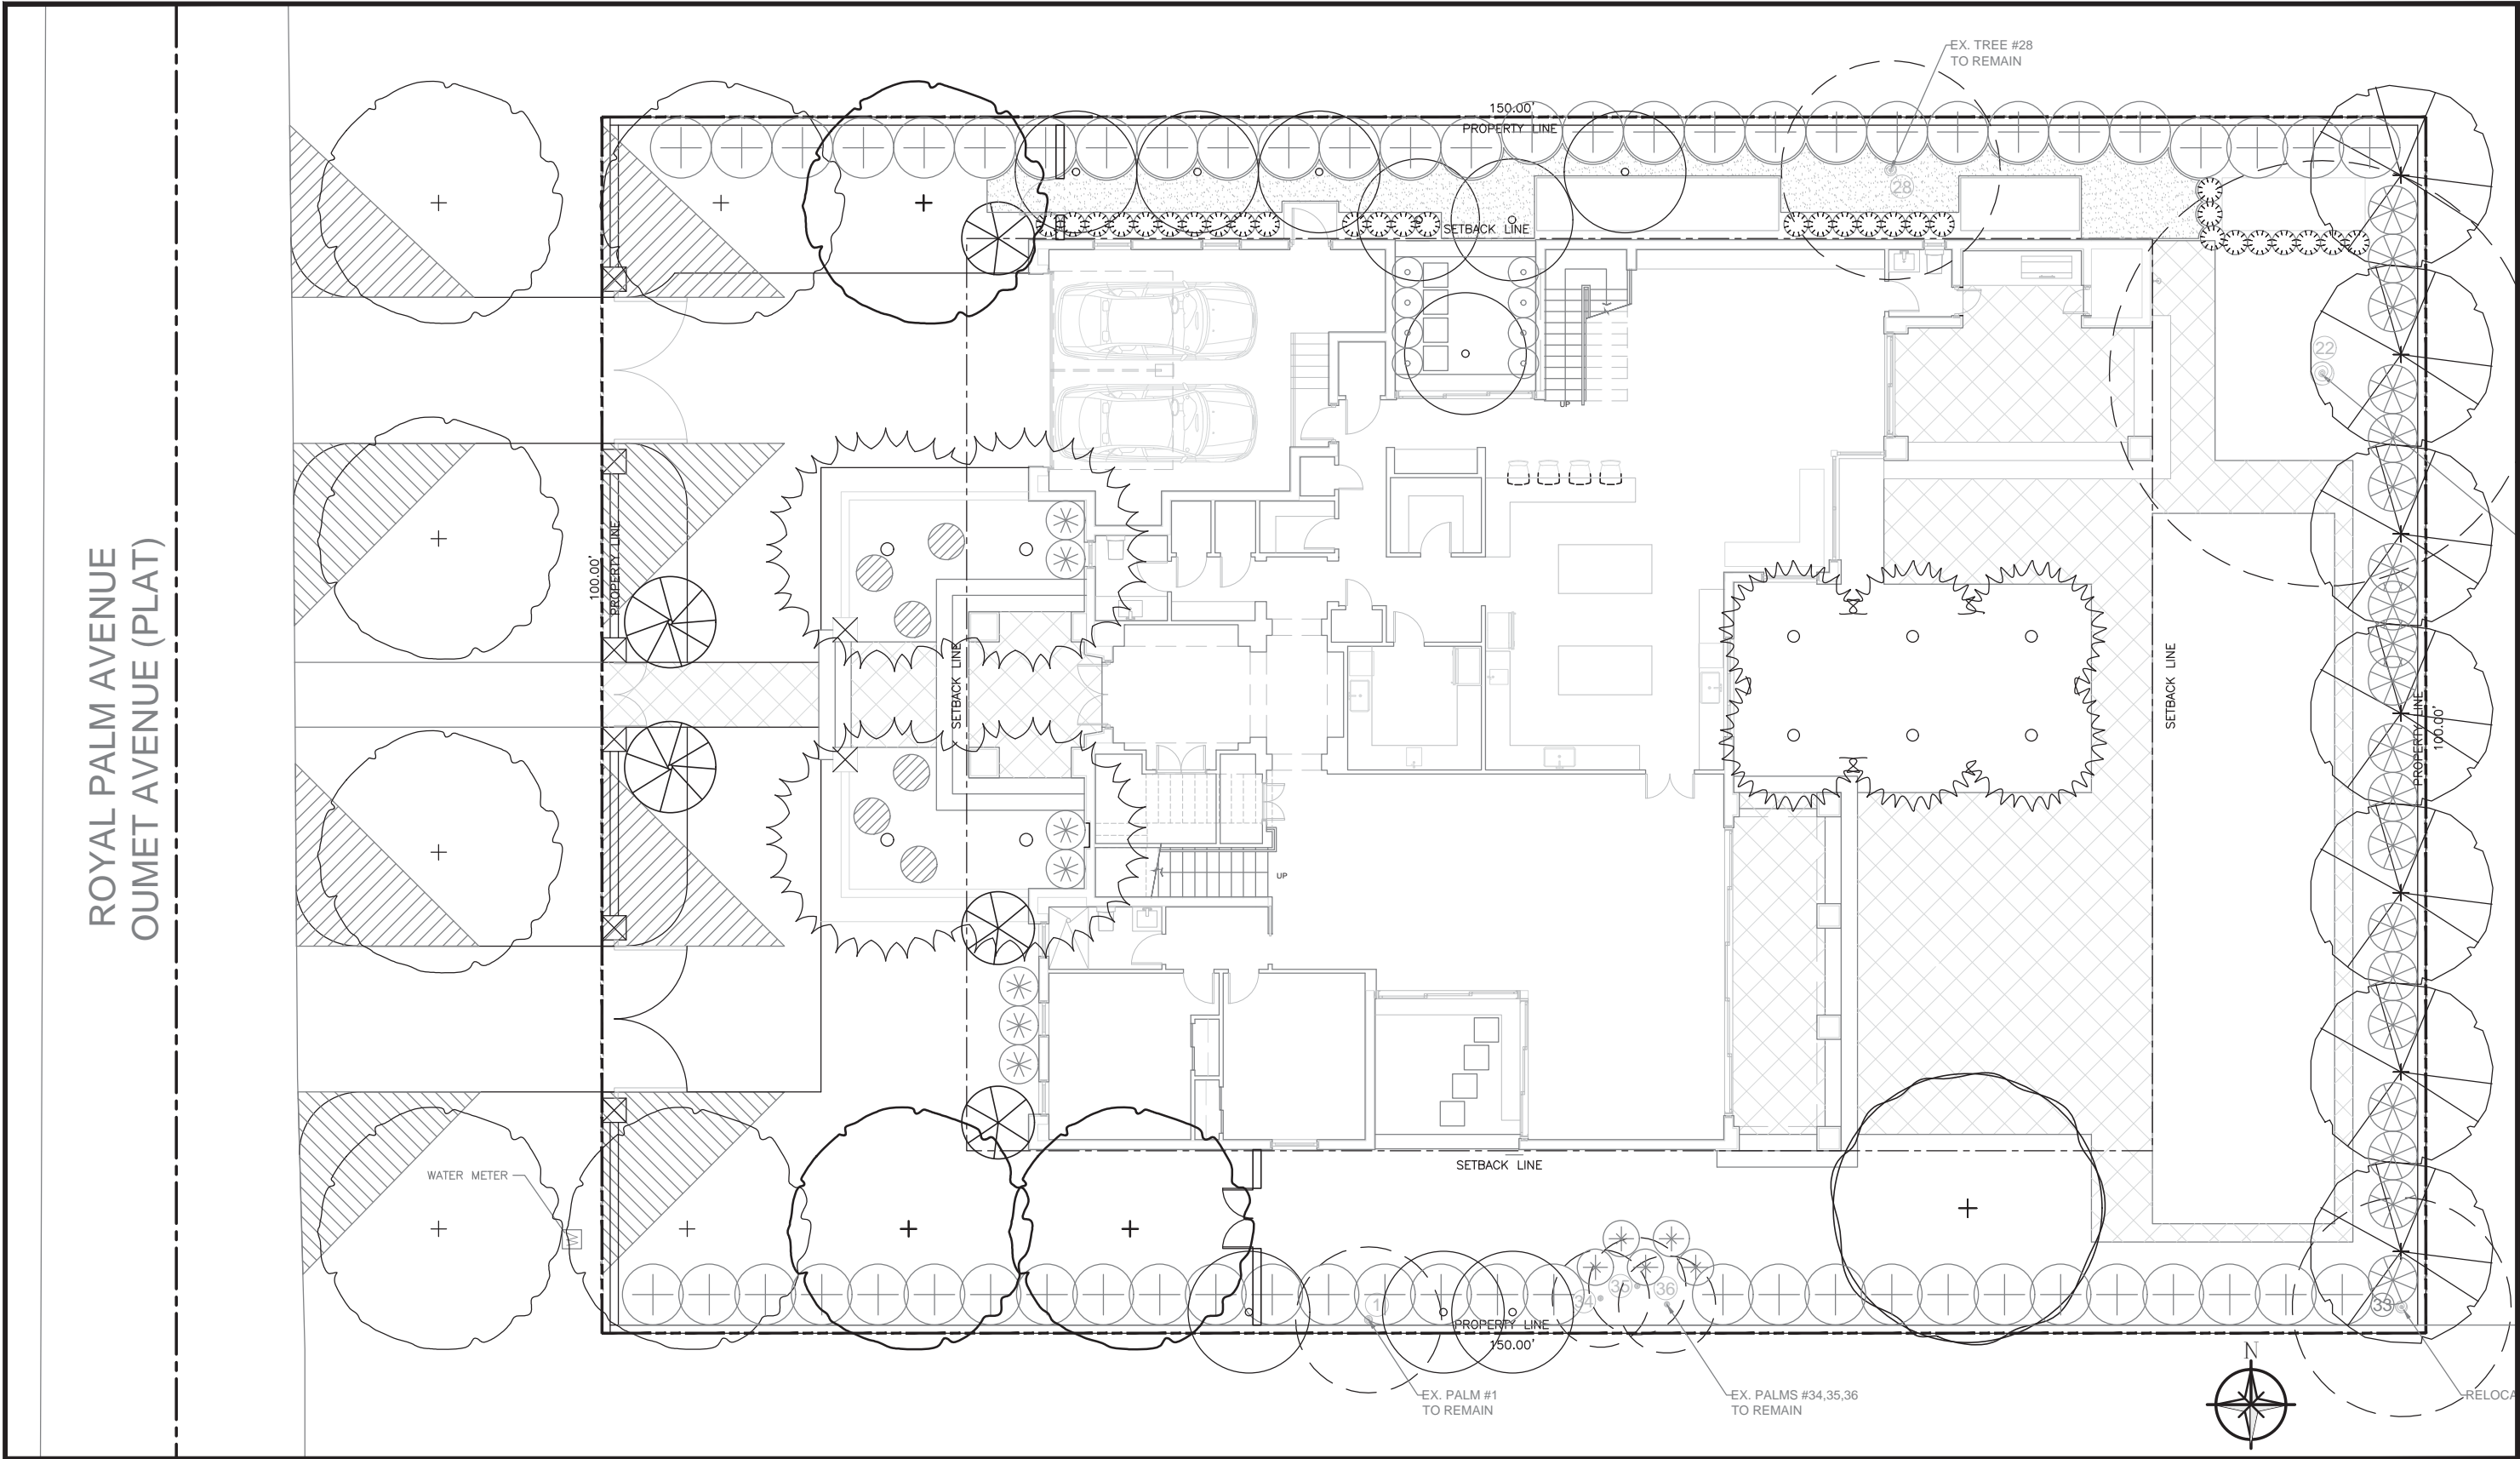 EX. TREE #28
TO REMAIN
150.00'
PROPERTY LINE
28
SETBACK LINE
22
UP
ROYAL PALM AVENUE
OUMET AVENUE (PLAT)
100.00'
PROPERTY LINE
SETBACK LINE
SETBACK LINE
PROPERTY LINE
100.00'
UP
WATER METER
W
SETBACK LINE
1
34
35
36
33
PROPERTY LINE
150.00'
EX. PALM #1
TO REMAIN
EX. PALMS #34,35,36
TO REMAIN
N
RELOCA